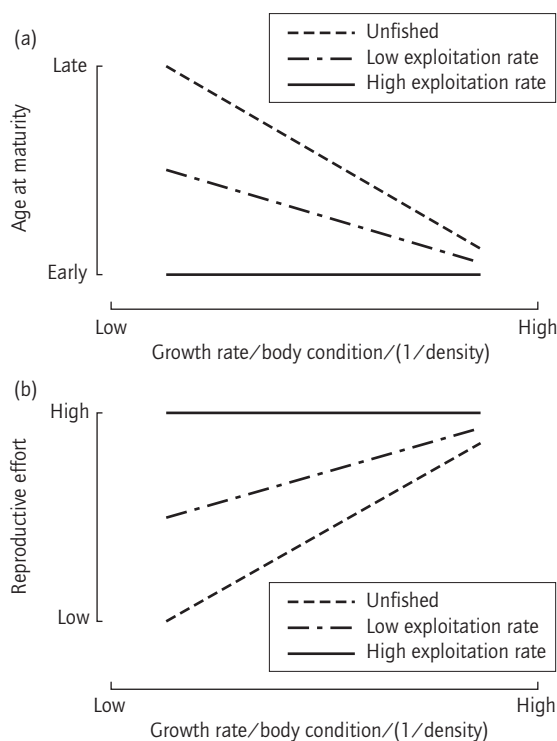 (a)
Unfished
Low exploitation rate
High exploitation rate
Late
Age at maturity
Early
Low
High
Growth rate/body condition/(1/density)
(b)
High
Reproductive effort
Low
Unfished
Low exploitation rate
High exploitation rate
Low
High
Growth rate/body condition/(1/density)